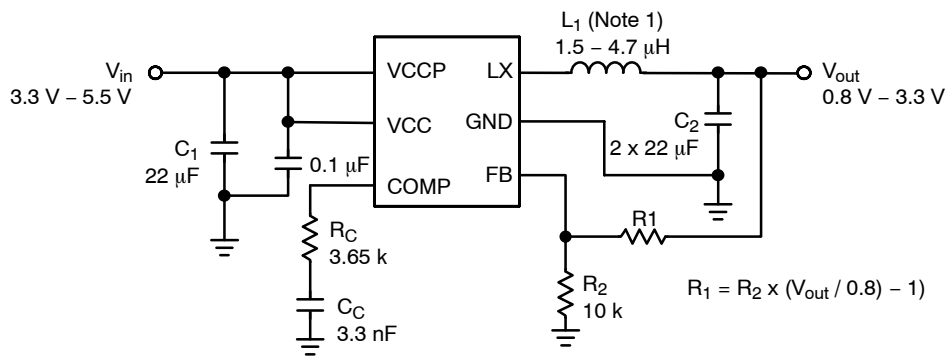 L1 (Note 1)
1.5 – 4.7 µH
Vin
3.3 V – 5.5 V
VCCP
LX
Vout
0.8 V – 3.3 V
VCC
GND
C1
22 µF
0.1 µF
C2
2 x 22 µF
COMP
FB
RC
3.65 k
R1
R2
10 k
R1 = R2 x (Vout / 0.8) – 1)
CC
3.3 nF